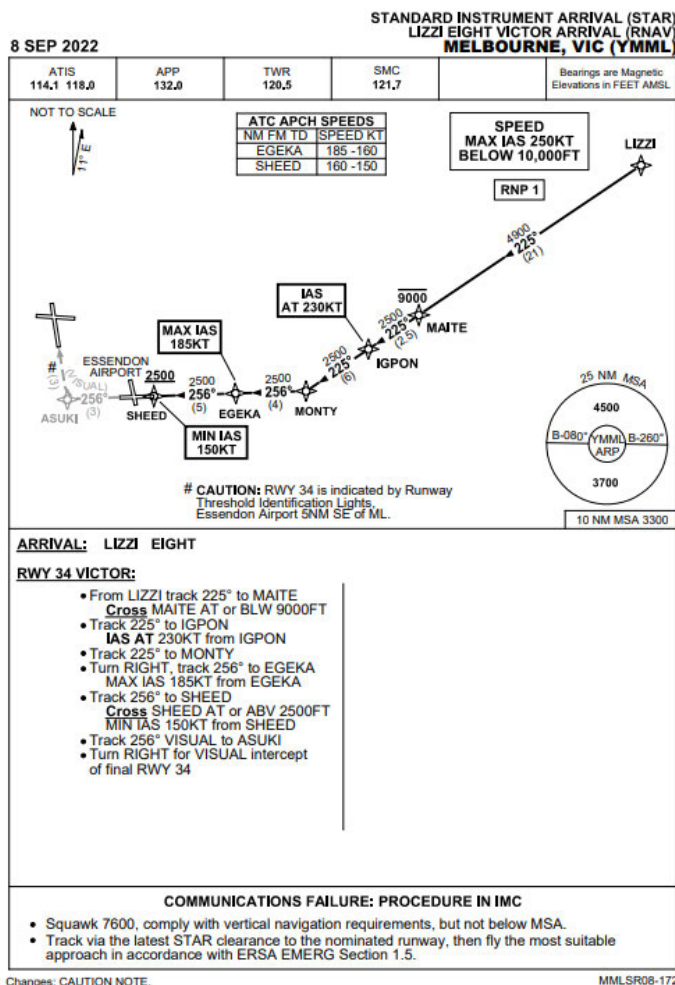 STANDARD INSTRUMENT ARRIVAL (STAR)
LIZZI EIGHT VICTOR ARRIVAL (RNAV)
8 SEP 2022
MELBOURNE, VIC (YMML)
ATIS
114.1 118.0
APP
132.0
TWR
120.5
SMC
121.7
Bearings are Magnetic
Elevations in FEET AMSL
NOT TO SCALE
11° E
ATC APCH SPEEDS
NM FM TD SPEED KT
EGEKA 185 -160
SHEED 160 -150
SPEED
MAX IAS 250KT
BELOW 10,000FT
RNP 1
LIZZI
4900
225°
(21)
9000
MAITE
IAS
AT 230KT
2500
225°
(2.5)
IGPON
2500
225°
(6)
MONTY
MAX IAS
185KT
2500
256°
(4)
EGEKA
2500
256°
(5)
ESSENDON
AIRPORT
2500
SHEED
MIN IAS
150KT
#
(3)
(VISUAL)
256°
(3)
ASUKI
25 NM MSA
4500
B-080° YMML B-260°
ARP
3700
10 NM MSA 3300
# CAUTION: RWY 34 is indicated by Runway
Threshold Identification Lights,
Essendon Airport 5NM SE of ML.
ARRIVAL: LIZZI EIGHT
RWY 34 VICTOR:
• From LIZZI track 225° to MAITE
Cross MAITE AT or BLW 9000FT
• Track 225° to IGPON
IAS AT 230KT from IGPON
• Track 225° to MONTY
• Turn RIGHT, track 256° to EGEKA
MAX IAS 185KT from EGEKA
• Track 256° to SHEED
Cross SHEED AT or ABV 2500FT
MIN IAS 150KT from SHEED
• Track 256° VISUAL to ASUKI
• Turn RIGHT for VISUAL intercept
of final RWY 34
COMMUNICATIONS FAILURE: PROCEDURE IN IMC
• Squawk 7600, comply with vertical navigation requirements, but not below MSA.
• Track via the latest STAR clearance to the nominated runway, then fly the most suitable
approach in accordance with ERSA EMERG Section 1.5.
Changes: CAUTION NOTE.
MMLSR08-172